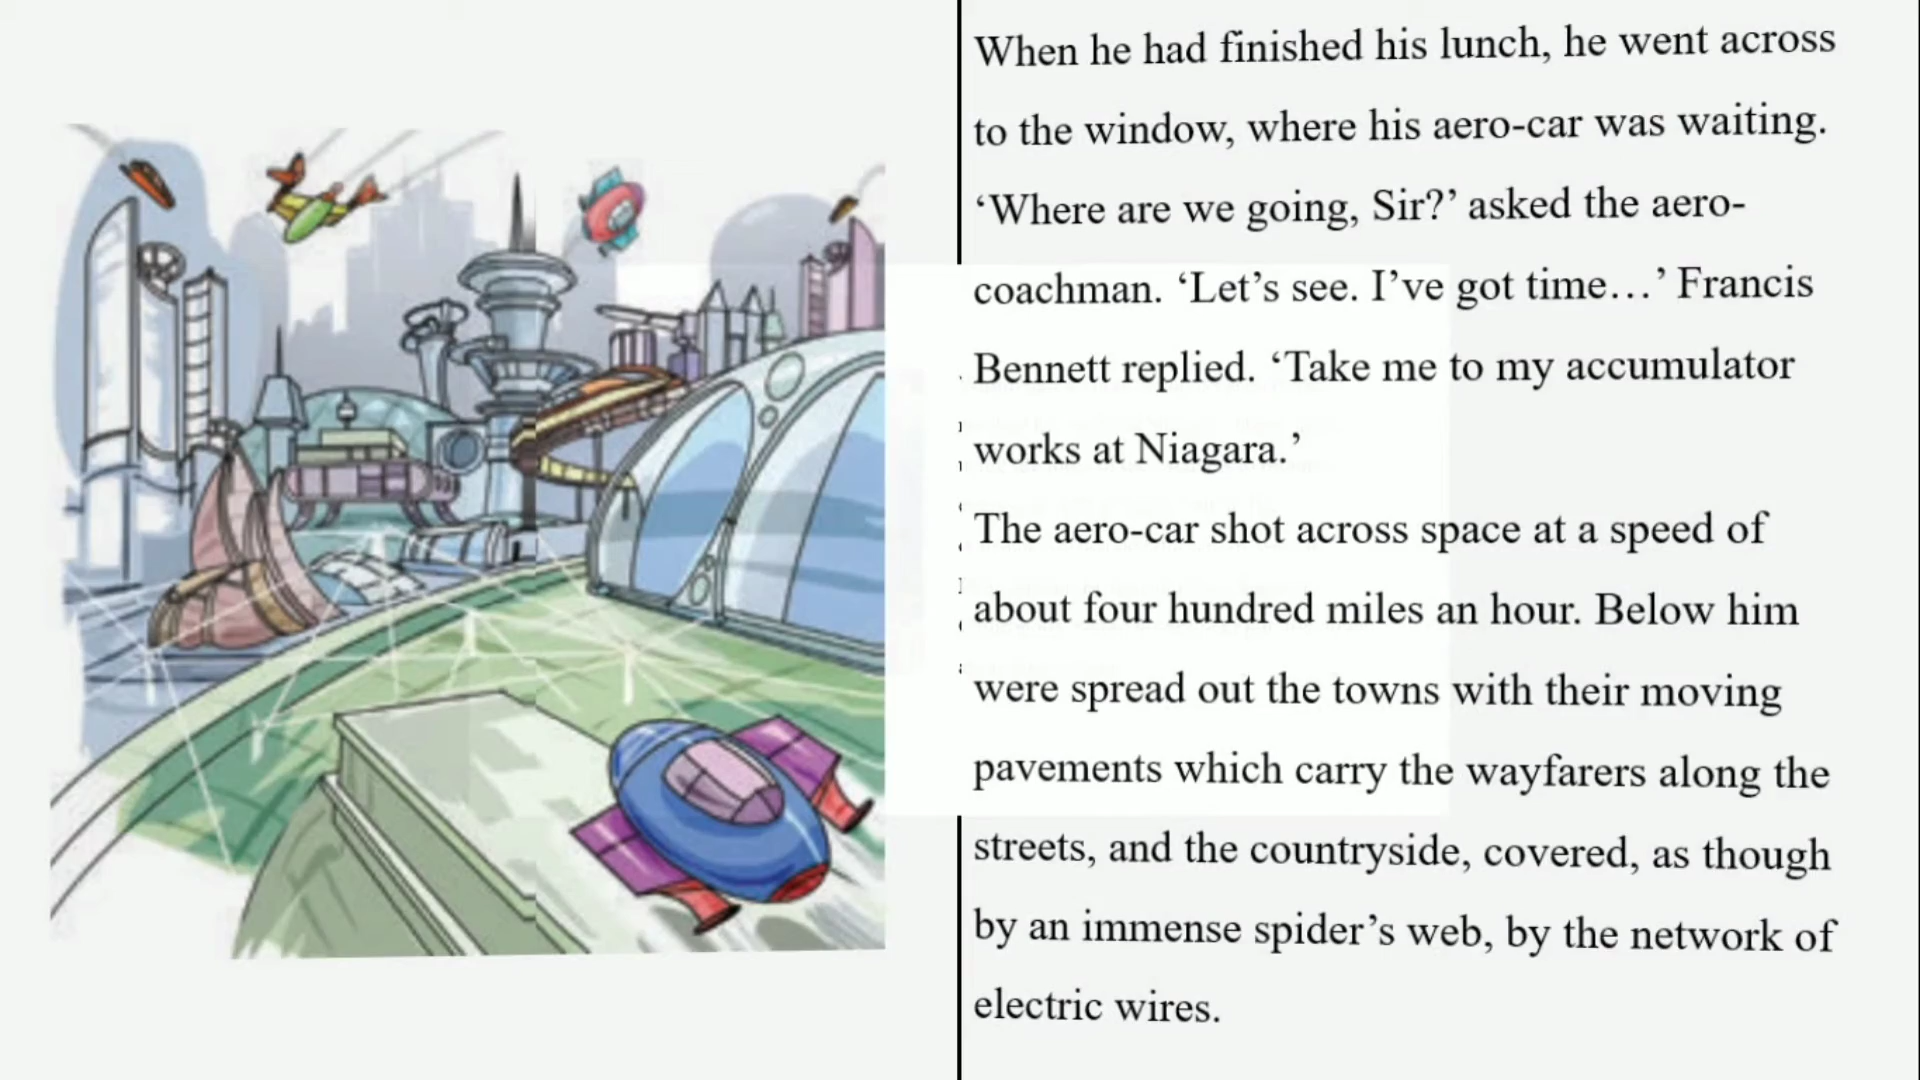 When he had finished his lunch, he went across
to the window, where his aero-car was waiting.
‘Where are we going, Sir?’ asked the aero-
coachman. ‘Let’s see. I’ve got time…’ Francis
Bennett replied. ‘Take me to my accumulator
works at Niagara.’
The aero-car shot across space at a speed of
about four hundred miles an hour. Below him
were spread out the towns with their moving
pavements which carry the wayfarers along the
streets, and the countryside, covered, as though
by an immense spider’s web, by the network of
electric wires.